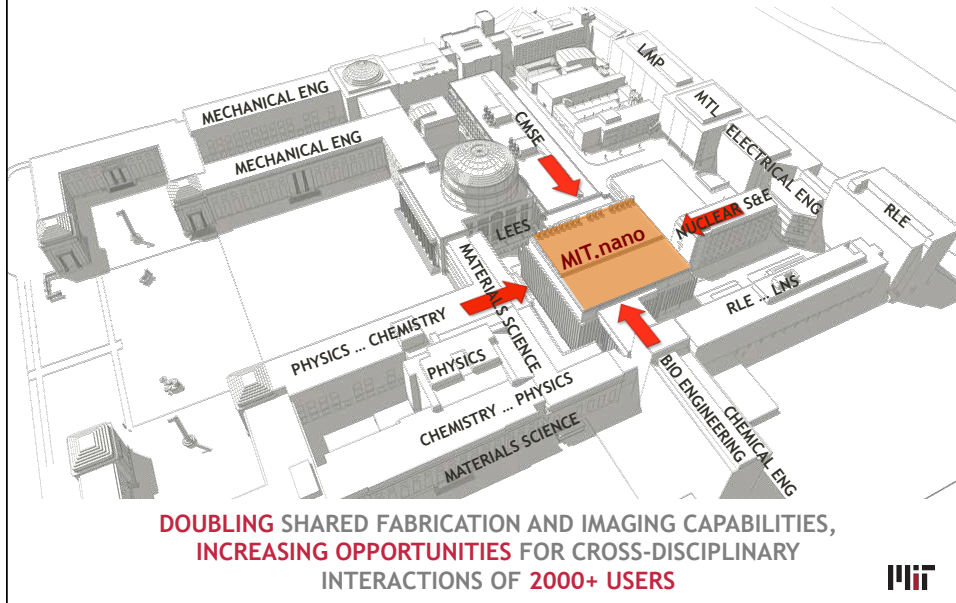 LMP
MECHANICAL ENG
MTL
CMSE
ELECTRICAL ENG
MECHANICAL ENG
NUCLEAR S&E
RLE
LEES
MIT.nano
MATERIALS SCIENCE
RLE ... LNS
PHYSICS ... CHEMISTRY
PHYSICS
BIO ENGINEERING
CHEMICAL ENG
CHEMISTRY ... PHYSICS
MATERIALS SCIENCE
DOUBLING SHARED FABRICATION AND IMAGING CAPABILITIES,
INCREASING OPPORTUNITIES FOR CROSS-DISCIPLINARY
INTERACTIONS OF 2000+ USERS
MIT